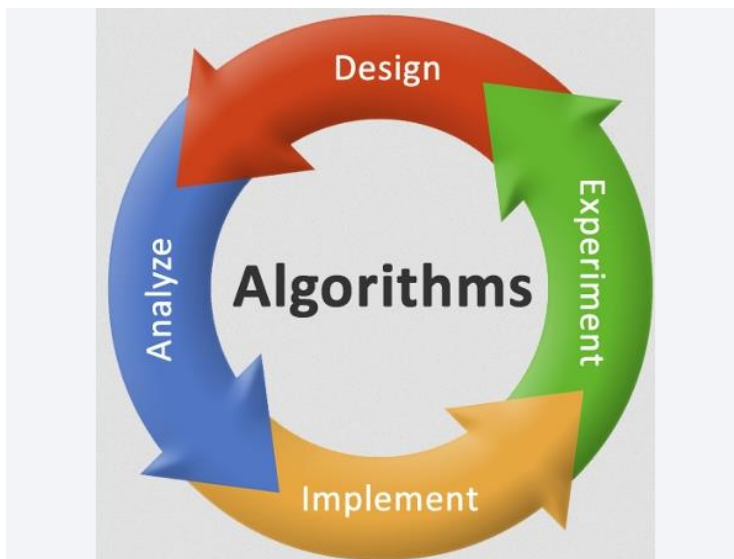 Design
Analyze
Algorithms
Experiment
Implement